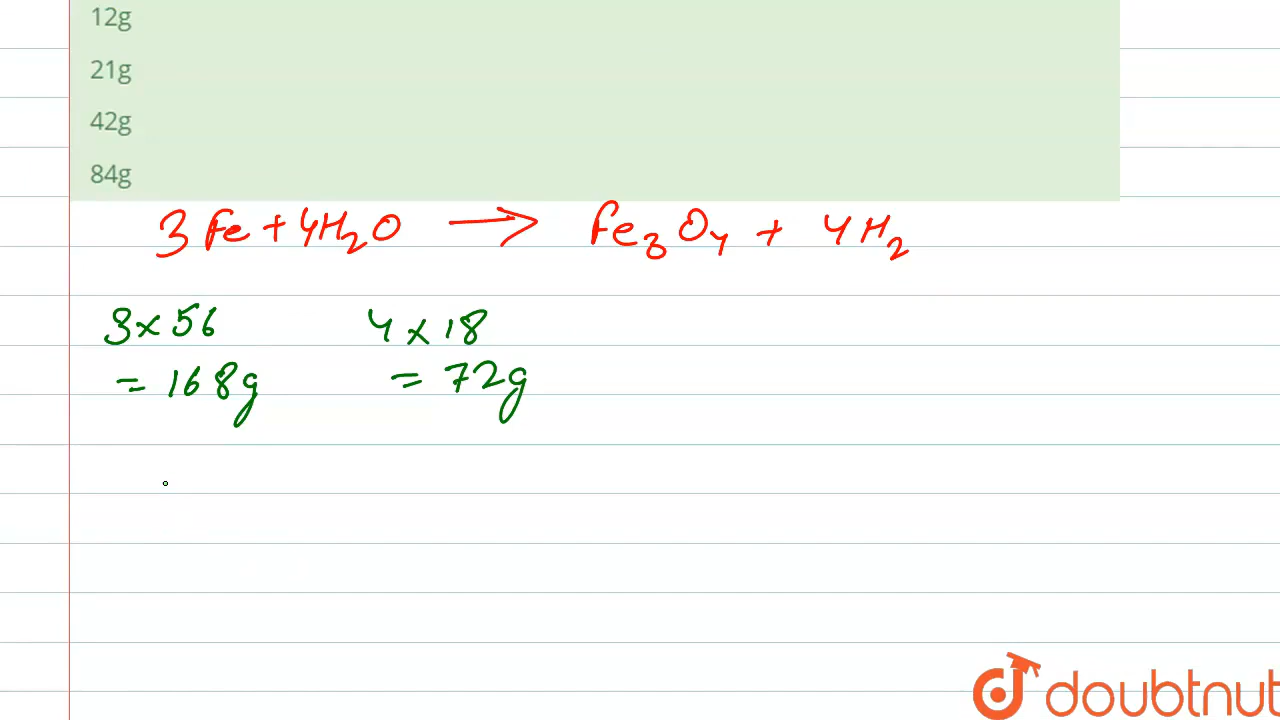 12g
21g
42g
84g
3Fe + 4H₂O → Fe₃O₄ + 4H₂
3 × 56 4 × 18
= 168g = 72g
doubtnut